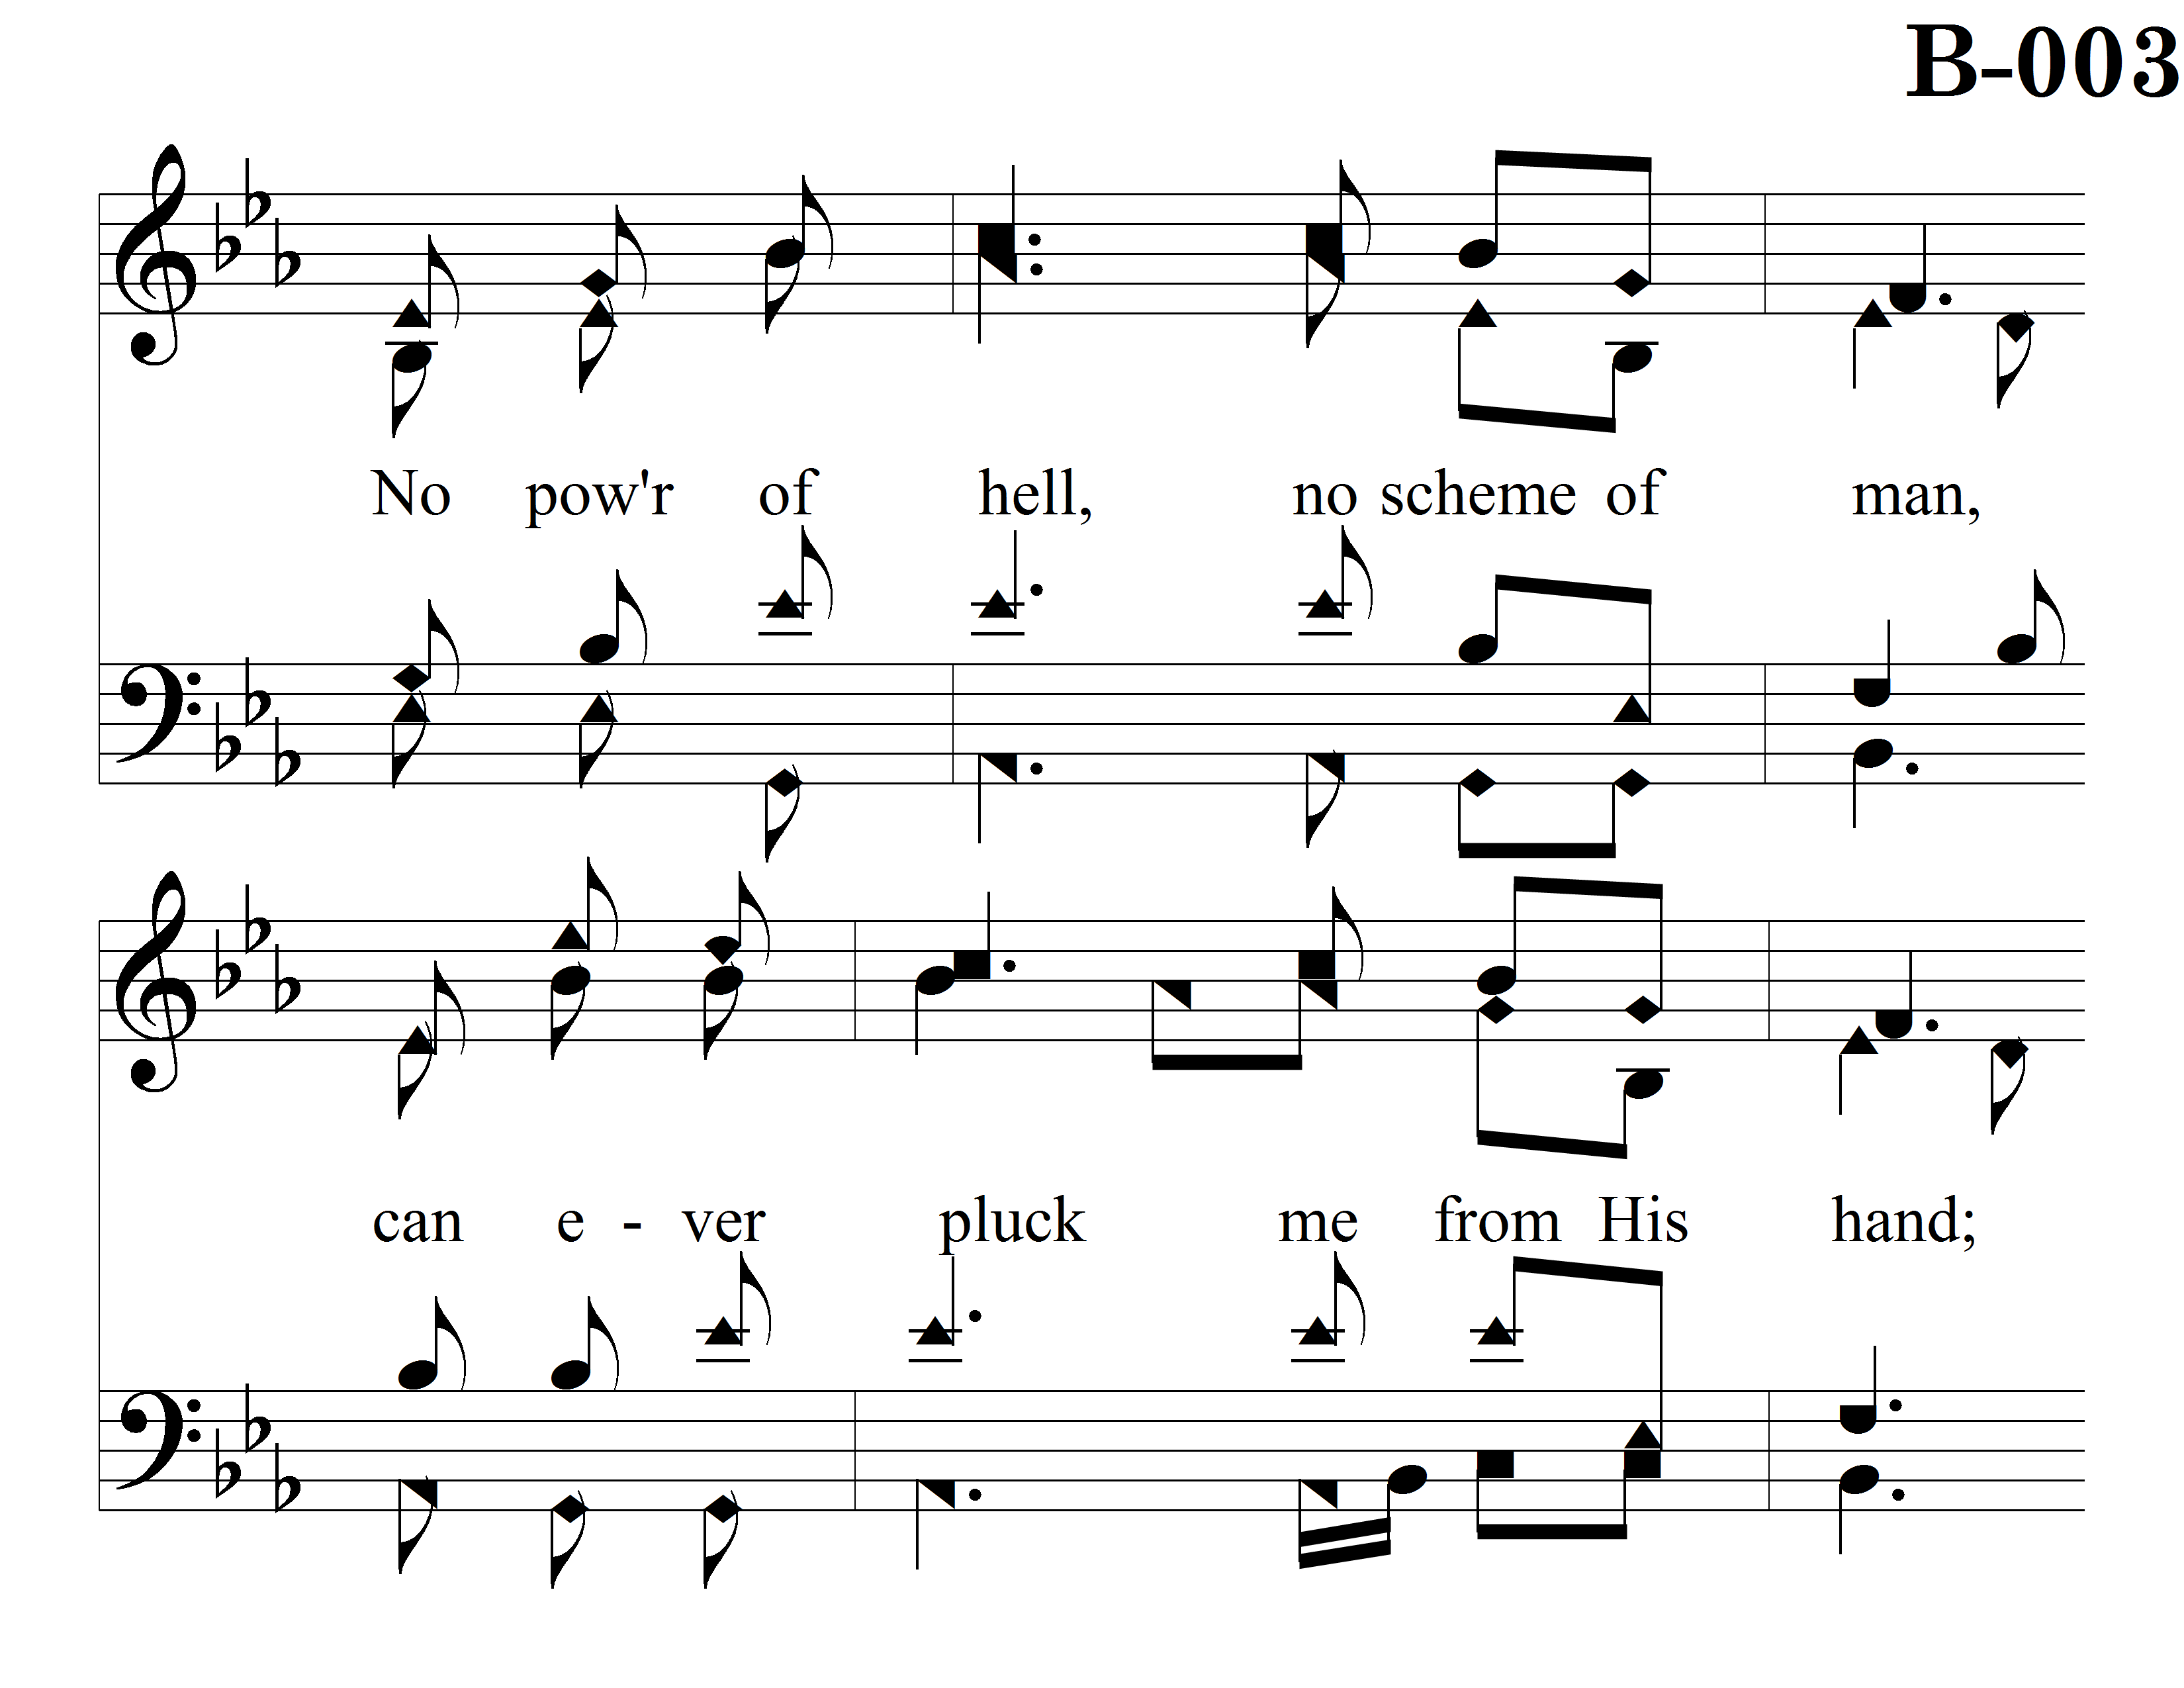 B-003
No pow'r of hell, no scheme of man,
can e - ver pluck me from His hand;